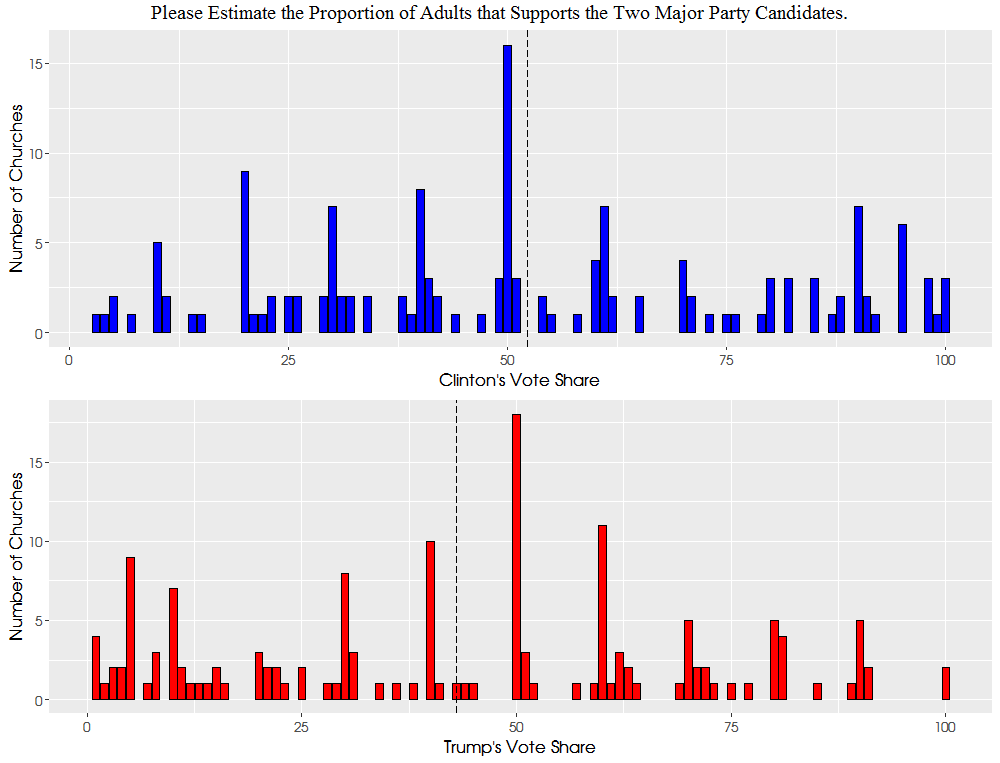 Please Estimate the Proportion of Adults that Supports the Two Major Party Candidates.
Number of Churches
15
10
5
0
0 25 50 75 100
Clinton's Vote Share
Number of Churches
15
10
5
0
0 25 50 75 100
Trump's Vote Share